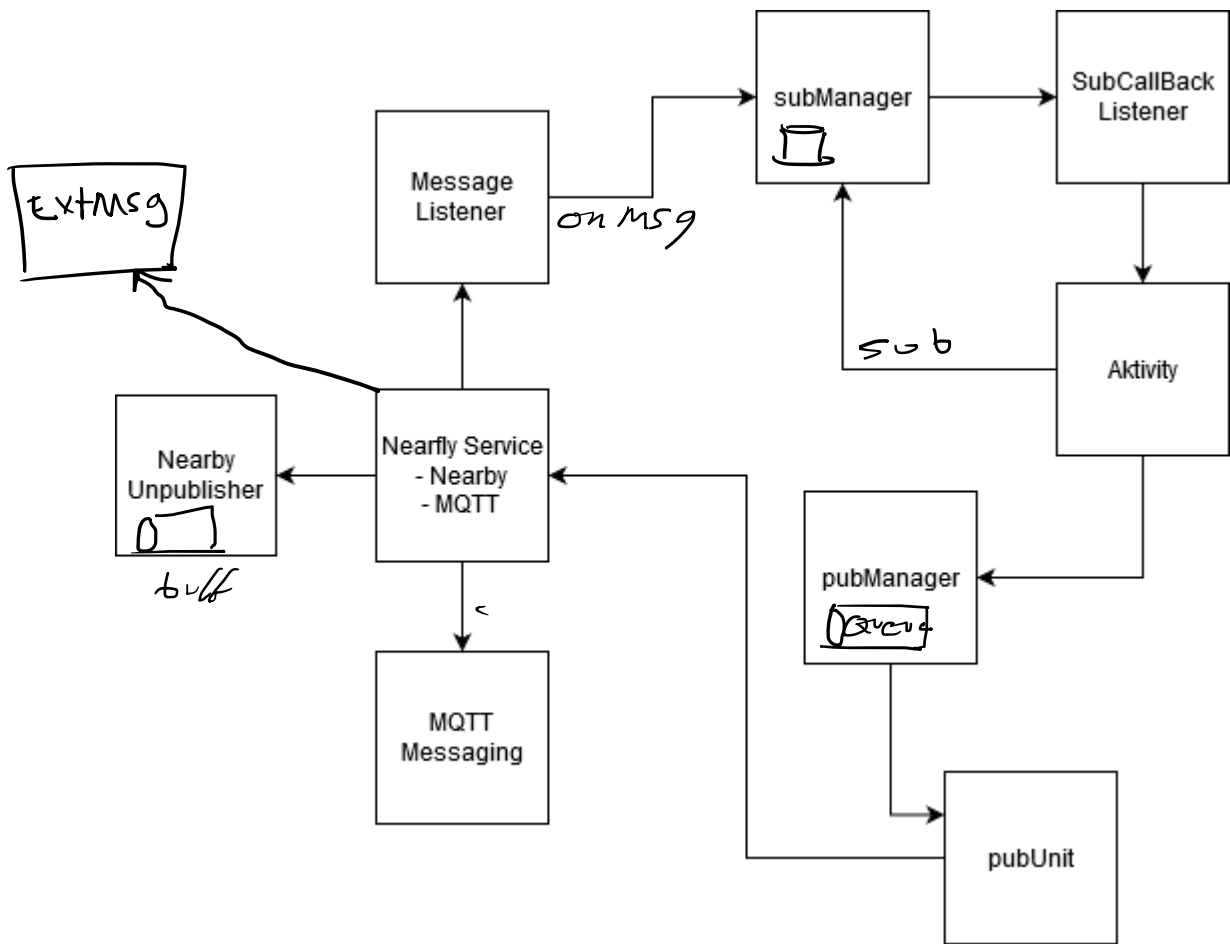 subManager
SubCallBack
Listener
Message
Listener
ExtMsg
on Msg
sub
Aktivity
Nearfly Service
- Nearby
- MQTT
Nearby
Unpublisher
buff
pubManager
Queue
MQTT
Messaging
pubUnit